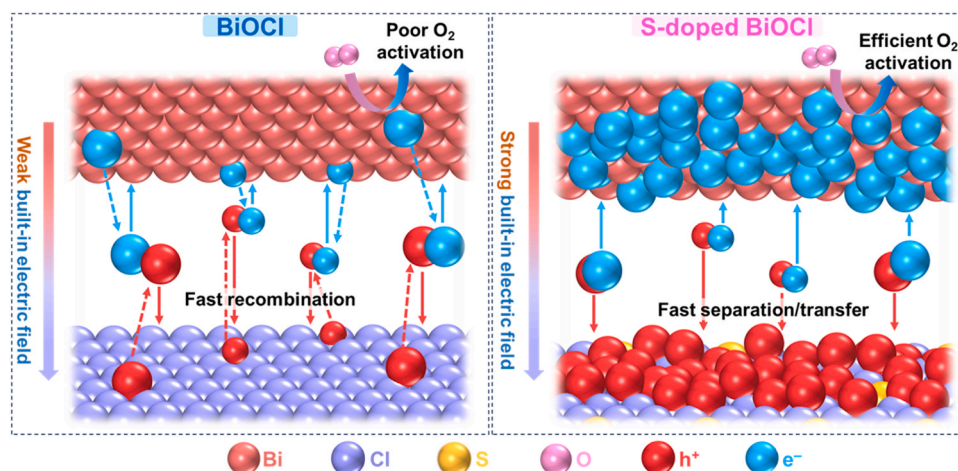 BiOCl
Poor O₂
activation
Weak built-in electric field
Fast recombination
S-doped BiOCl
Efficient O₂
activation
Strong built-in electric field
Fast separation/transfer
Bi Cl S O h⁺ e⁻